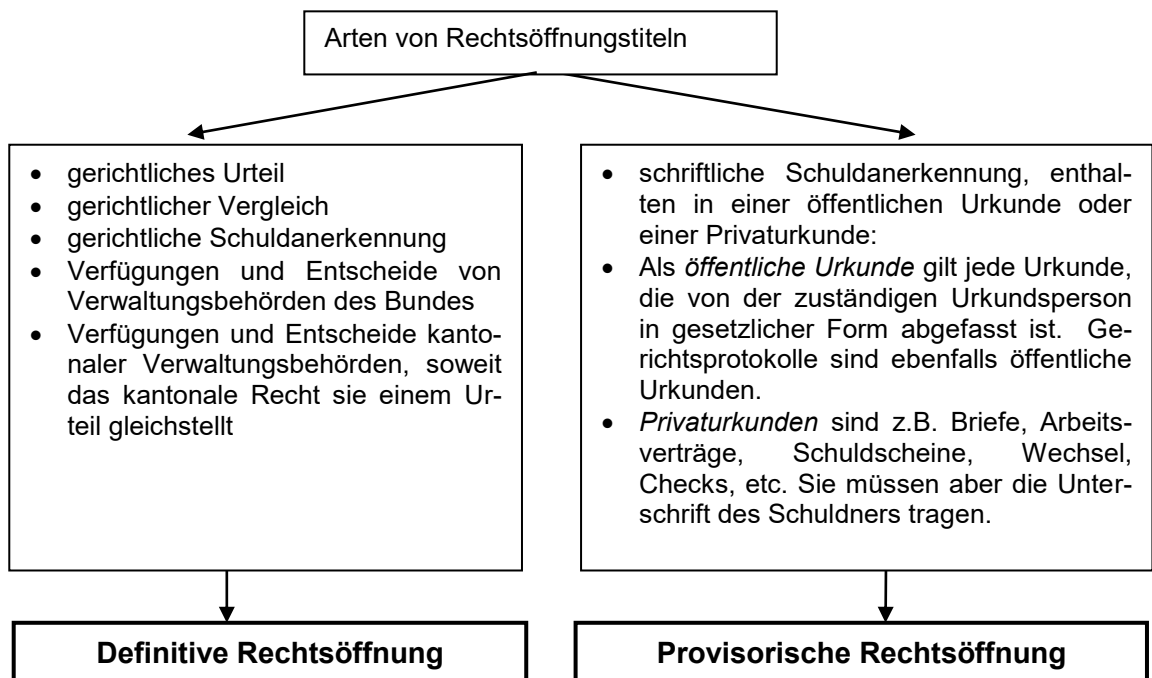 Arten von Rechtsöffnungstiteln
• gerichtliches Urteil
• gerichtlicher Vergleich
• gerichtliche Schuldanerkennung
• Verfügungen und Entscheide von
Verwaltungsbehörden des Bundes
• Verfügungen und Entscheide kanto-
naler Verwaltungsbehörden, soweit
das kantonale Recht sie einem Ur-
teil gleichstellt
• schriftliche Schuldanerkennung, enthal-
ten in einer öffentlichen Urkunde oder
einer Privaturkunde:
• Als öffentliche Urkunde gilt jede Urkunde,
die von der zuständigen Urkundsperson
in gesetzlicher Form abgefasst ist. Ge-
richtsprotokolle sind ebenfalls öffentliche
Urkunden.
• Privaturkunden sind z.B. Briefe, Arbeits-
verträge, Schuldscheine, Wechsel,
Checks, etc. Sie müssen aber die Unter-
schrift des Schuldners tragen.
Definitive Rechtsöffnung
Provisorische Rechtsöffnung